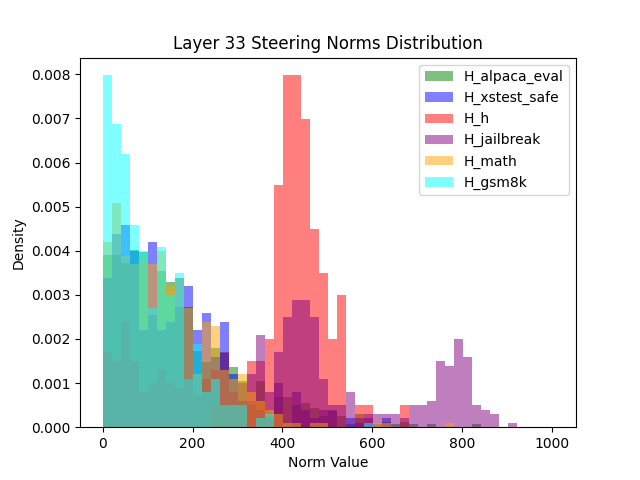 Layer 33 Steering Norms Distribution
H_alpaca_eval
H_xstest_safe
H_h
H_jailbreak
H_math
H_gsm8k
0.008
0.007
0.006
0.005
0.004
0.003
0.002
0.001
0.000
Density
0 200 400 600 800 1000
Norm Value